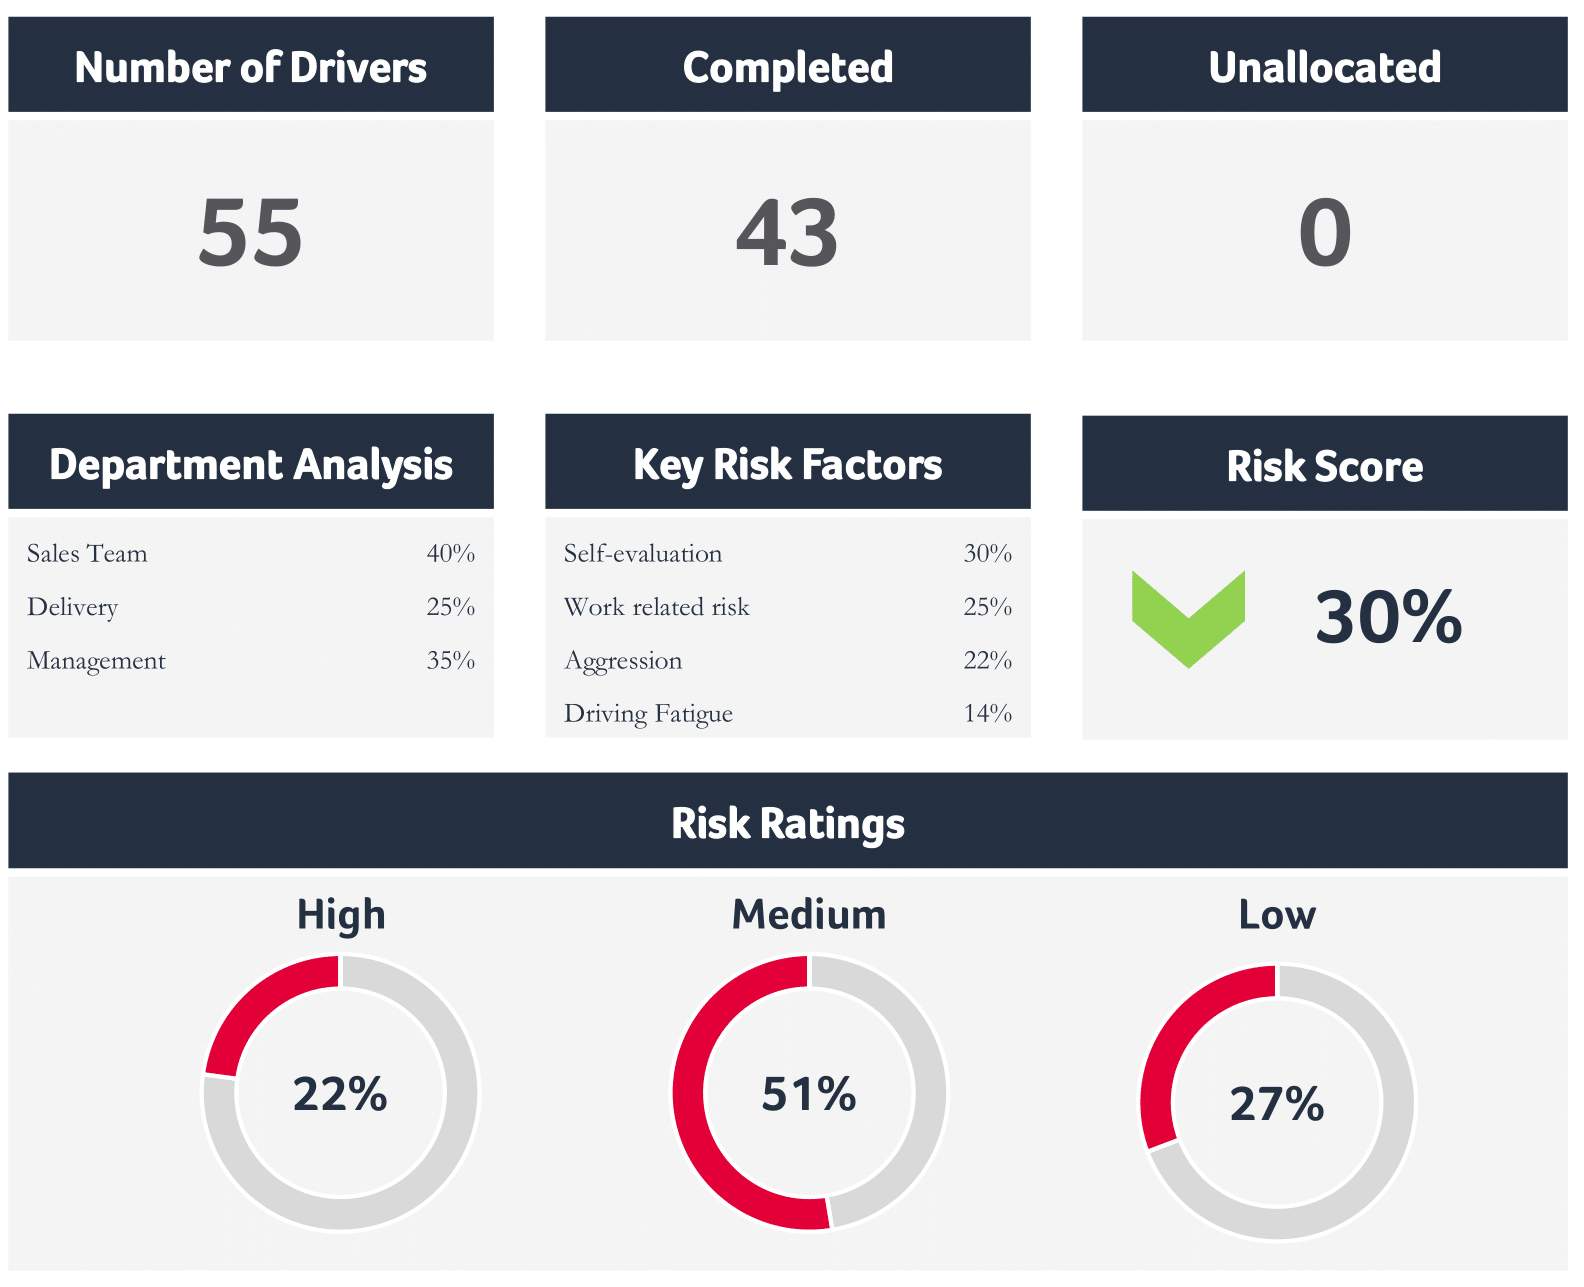 Number of Drivers
Completed
Unallocated
55
43
0
Department Analysis
Key Risk Factors
Risk Score
Sales Team 40%
Delivery 25%
Management 35%
Self-evaluation 30%
Work related risk 25%
Aggression 22%
Driving Fatigue 14%
30%
Risk Ratings
High
Medium
Low
22%
51%
27%